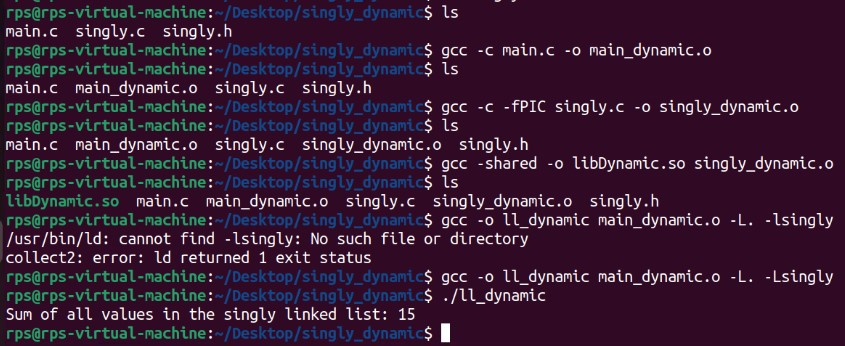 rps@rps-virtual-machine:~/Desktop/singly_dynamic$ ls
main.c  singly.c  singly.h
rps@rps-virtual-machine:~/Desktop/singly_dynamic$ gcc -c main.c -o main_dynamic.o
rps@rps-virtual-machine:~/Desktop/singly_dynamic$ ls
main.c  main_dynamic.o  singly.c  singly.h
rps@rps-virtual-machine:~/Desktop/singly_dynamic$ gcc -c -fPIC singly.c -o singly_dynamic.o
rps@rps-virtual-machine:~/Desktop/singly_dynamic$ ls
main.c  main_dynamic.o  singly.c  singly_dynamic.o  singly.h
rps@rps-virtual-machine:~/Desktop/singly_dynamic$ gcc -shared -o libDynamic.so singly_dynamic.o
rps@rps-virtual-machine:~/Desktop/singly_dynamic$ ls
libDynamic.so  main.c  main_dynamic.o  singly.c  singly_dynamic.o  singly.h
rps@rps-virtual-machine:~/Desktop/singly_dynamic$ gcc -o ll_dynamic main_dynamic.o -L. -lsingly
/usr/bin/ld: cannot find -lsingly: No such file or directory
collect2: error: ld returned 1 exit status
rps@rps-virtual-machine:~/Desktop/singly_dynamic$ gcc -o ll_dynamic main_dynamic.o -L. -Lsingly
rps@rps-virtual-machine:~/Desktop/singly_dynamic$ ./ll_dynamic
Sum of all values in the singly linked list: 15
rps@rps-virtual-machine:~/Desktop/singly_dynamic$